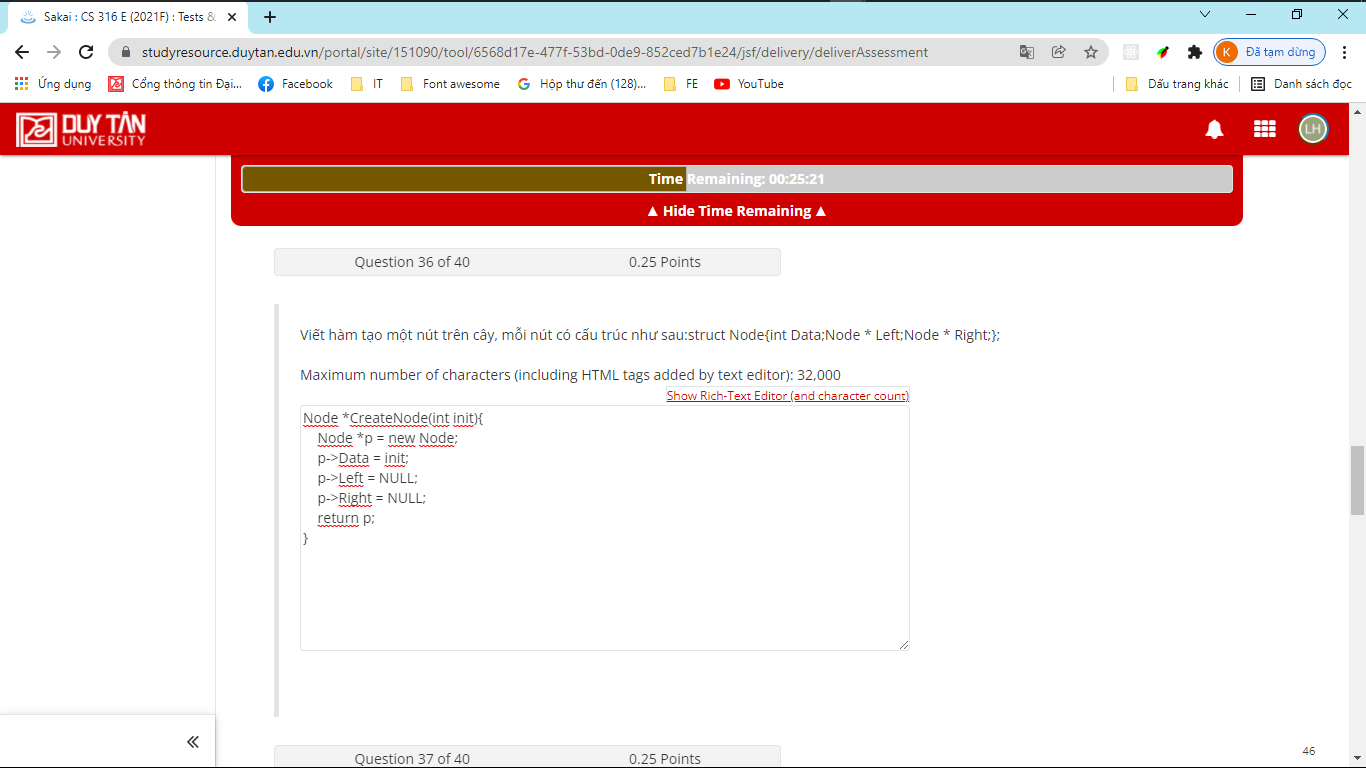 Sakai : CS 316 E (2021F) : Tests &
studyresource.duytan.edu.vn/portal/site/151090/tool/6568d17e-477f-53bd-0de9-852ced7b1e24/jsf/delivery/deliverAssessment
K Đã tạm dừng
Ứng dụng Cổng thông tin Đại... Facebook IT Font awesome Hộp thư đến (128)... FE YouTube Dấu trang khác Danh sách đọc
DUY TÂN
UNIVERSITY
LH
Time Remaining: 00:25:21
▲ Hide Time Remaining ▲
Question 36 of 40 0.25 Points
Viết hàm tạo một nút trên cây, mỗi nút có cấu trúc như sau:struct Node{int Data;Node * Left;Node * Right;};
Maximum number of characters (including HTML tags added by text editor): 32,000
Show Rich-Text Editor (and character count)
Node *CreateNode(int init){
Node *p = new Node;
p->Data = init;
p->Left = NULL;
p->Right = NULL;
return p;
}
«
46
Question 37 of 40 0.25 Points